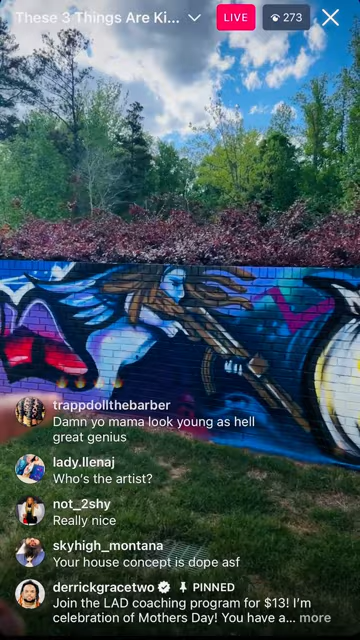 These 3 Things Are Ki...
LIVE
273
trappdollthebarber
Damn yo mama look young as hell
great genius
lady.llenaj
Who's the artist?
not_2shy
Really nice
skyhigh_montana
Your house concept is dope asf
derrickgracetwo PINNED
Join the LAD coaching program for $13! I'm
celebration of Mothers Day! You have a... more